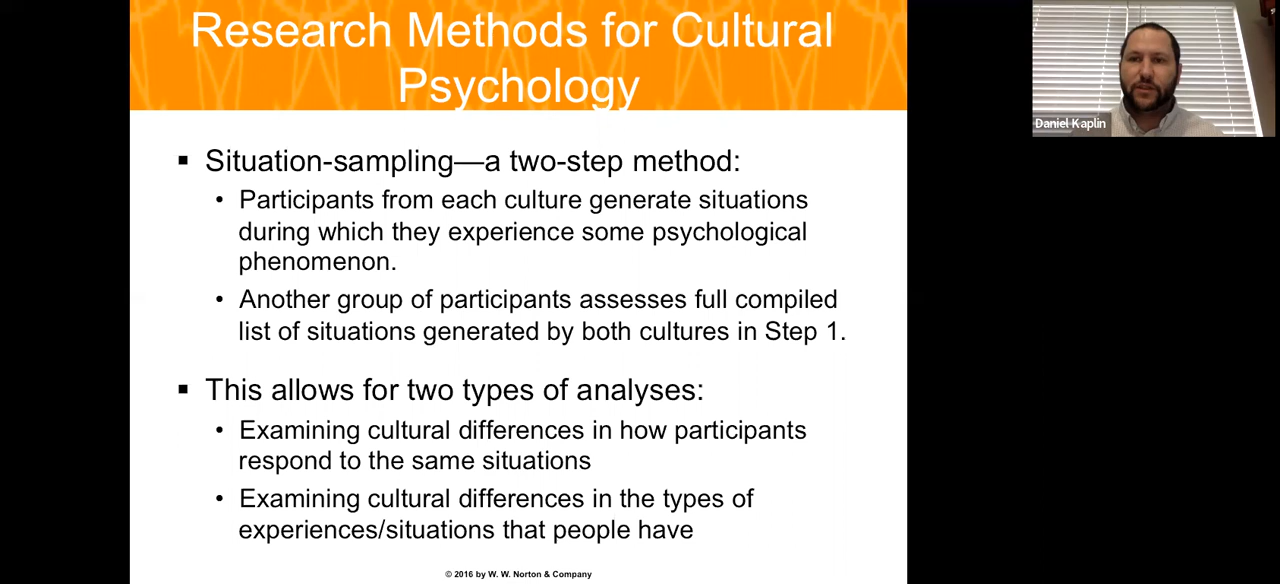 Research Methods for Cultural
Psychology
▪ Situation-sampling—a two-step method:
• Participants from each culture generate situations
during which they experience some psychological
phenomenon.
• Another group of participants assesses full compiled
list of situations generated by both cultures in Step 1.
▪ This allows for two types of analyses:
• Examining cultural differences in how participants
respond to the same situations
• Examining cultural differences in the types of
experiences/situations that people have
© 2016 by W. W. Norton & Company
Daniel Kaplin